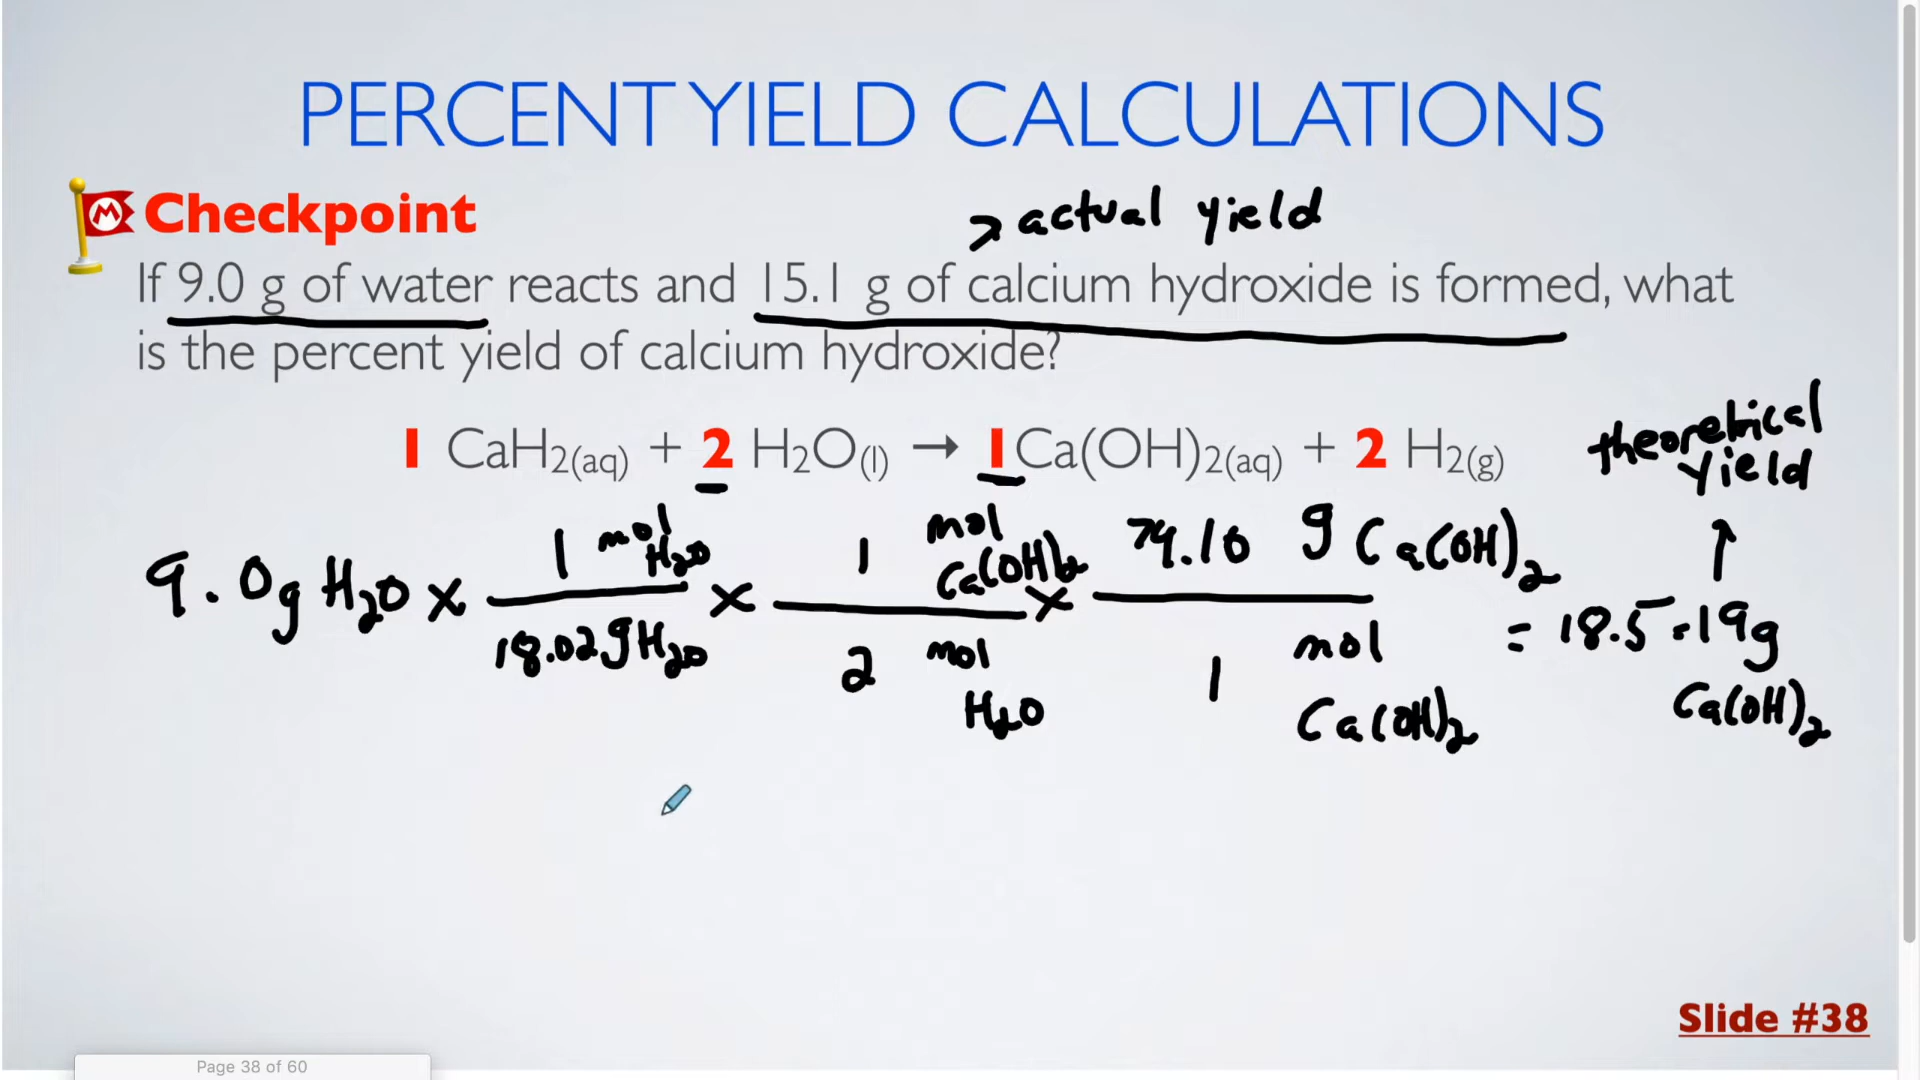 PERCENT YIELD CALCULATIONS
M Checkpoint
> actual yield
If 9.0 g of water reacts and 15.1 g of calcium hydroxide is formed, what
is the percent yield of calcium hydroxide?
theoretical
yield
1 CaH2(aq) + 2 H2O(l) → 1Ca(OH)2(aq) + 2 H2(g)
9.0g H2O × 1 mol H2O / 18.02g H2O × 1 mol Ca(OH)2 / 2 mol H2O × 74.10 g Ca(OH)2 / 1 mol Ca(OH)2 = 18.5 = 19g Ca(OH)2
Slide #38
Page 38 of 60